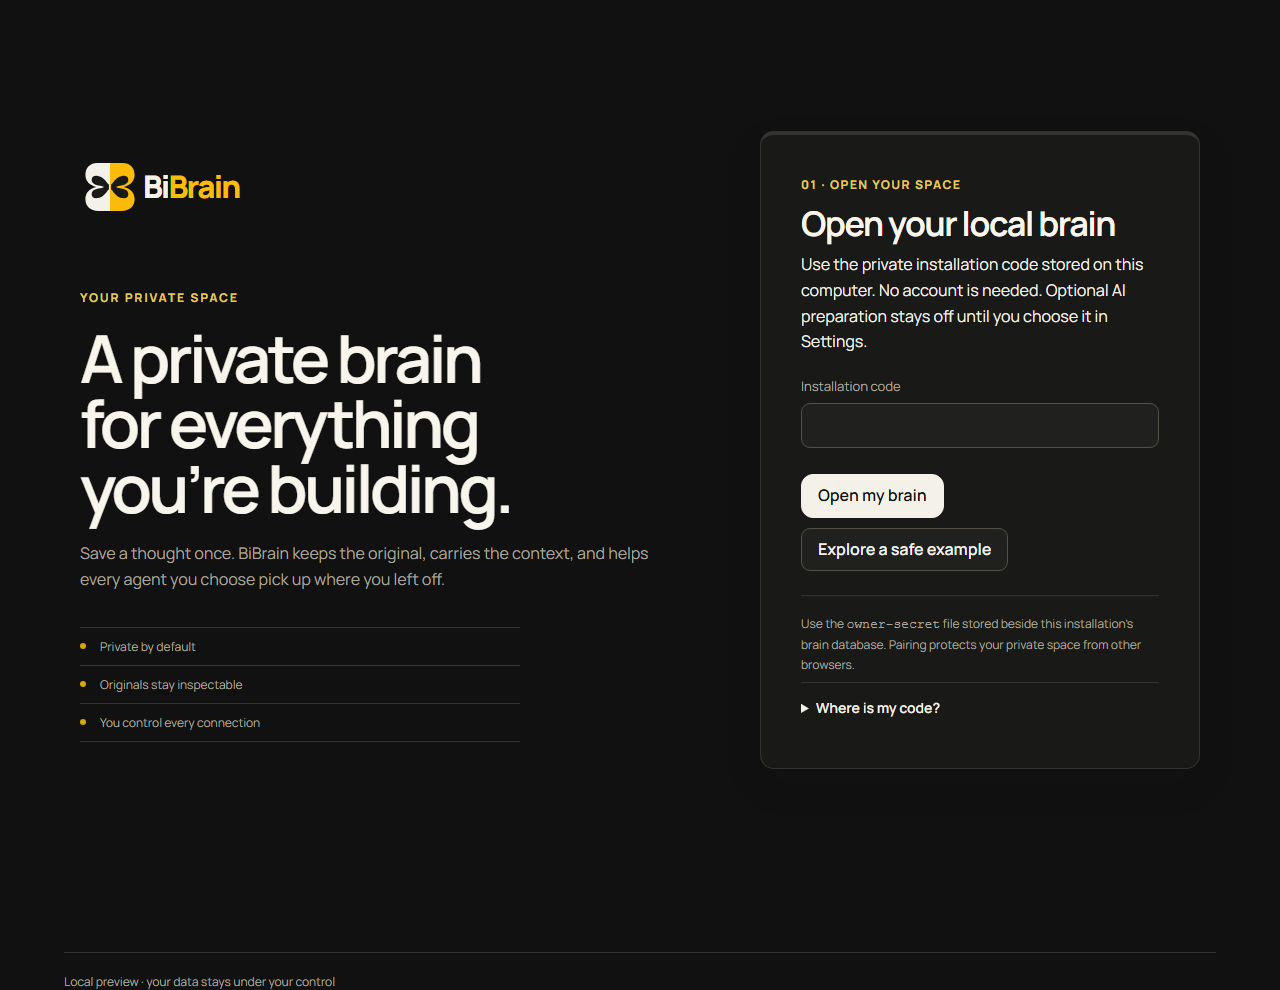 BiBrain
YOUR PRIVATE SPACE
A private brain
for everything
you’re building.
Save a thought once. BiBrain keeps the original, carries the context, and helps
every agent you choose pick up where you left off.
Private by default
Originals stay inspectable
You control every connection
01 · OPEN YOUR SPACE
Open your local brain
Use the private installation code stored on this
computer. No account is needed. Optional AI
preparation stays off until you choose it in
Settings.
Installation code
Open my brain
Explore a safe example
Use the owner-secret file stored beside this installation's
brain database. Pairing protects your private space from other
browsers.
Where is my code?
Local preview · your data stays under your control